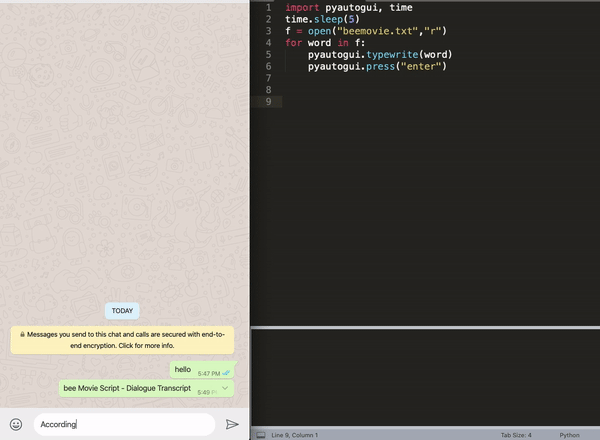 TODAY
Messages you send to this chat and calls are secured with end-to-
end encryption. Click for more info.
hello
5:47 PM
bee Movie Script - Dialogue Transcript
5:49 P
According
1 import pyautogui, time
2 time.sleep(5)
3 f = open("beemovie.txt","r")
4 for word in f:
5     pyautogui.typewrite(word)
6     pyautogui.press("enter")
7
8
9
Line 9, Column 1
Tab Size: 4
Python